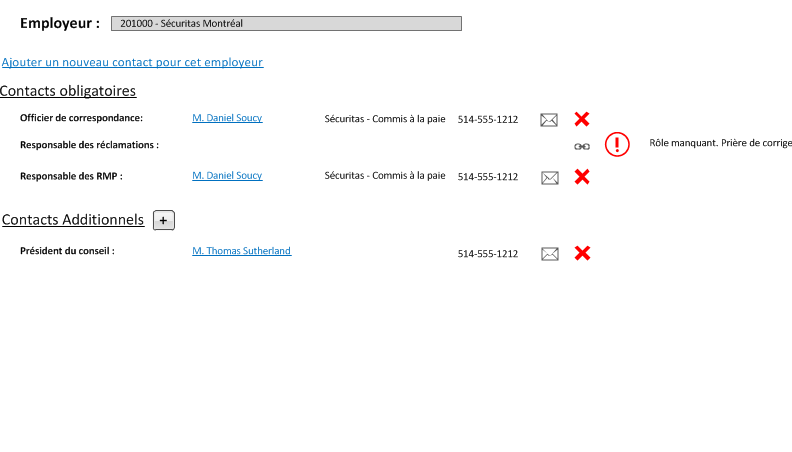 Employeur : 201000 - Sécuritas Montréal
Ajouter un nouveau contact pour cet employeur
Contacts obligatoires
Officier de correspondance: M. Daniel Soucy Sécuritas - Commis à la paie 514-555-1212
Responsable des réclamations : Rôle manquant. Prière de corrige
Responsable des RMP : M. Daniel Soucy Sécuritas - Commis à la paie 514-555-1212
Contacts Additionnels +
Président du conseil : M. Thomas Sutherland 514-555-1212